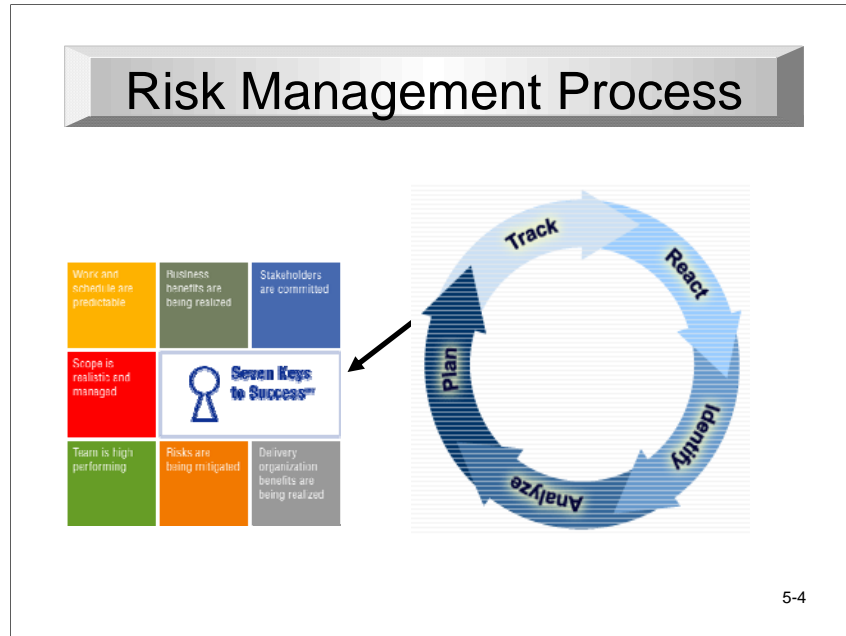 Risk Management Process
Work and
schedule are
predictable
Business
benefits are
being realized
Stakeholders
are committed
Scope is
realistic and
managed
Seven Keys
to Success℠
Team is high
performing
Risks are
being mitigated
Delivery
organization
benefits are
being realized
Track
React
Identify
Analyze
Plan
5-4